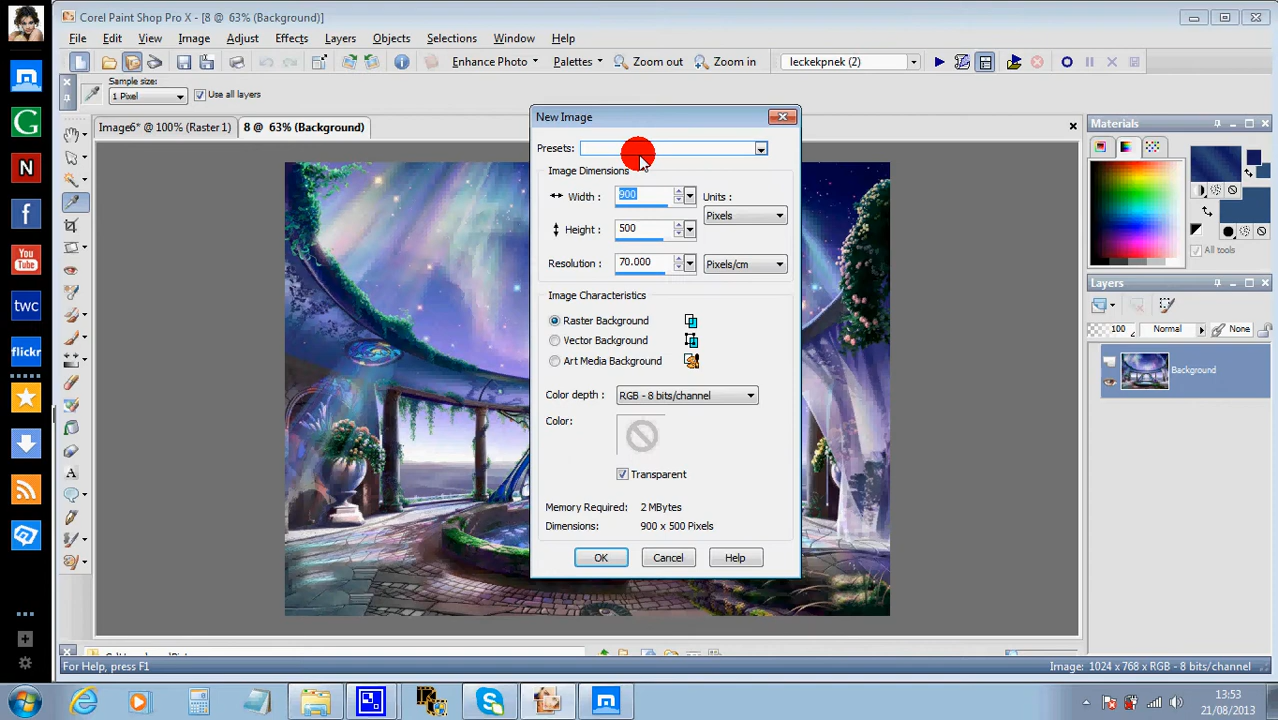 Corel Paint Shop Pro X - [8 @ 63% (Background)]
File Edit View Image Adjust Effects Layers Objects Selections Window Help
Enhance Photo Palettes Zoom out Zoom in leckekpnek (2)
Sample size:
1 Pixel Use all layers
Image6* @ 100% (Raster 1) 8 @ 63% (Background)
Materials
All tools
Layers
100 Normal None
Background
New Image
Presets:
Image Dimensions
Width : 900 Units :
Pixels
Height : 500
Resolution : 70.000 Pixels/cm
Image Characteristics
Raster Background
Vector Background
Art Media Background
Color depth : RGB - 8 bits/channel
Color:
Transparent
Memory Required: 2 MBytes
Dimensions: 900 x 500 Pixels
OK Cancel Help
G
N
f
You
Tube
twc
flickr
For Help, press F1 Image: 1024 x 768 x RGB - 8 bits/channel
13:53
21/08/2013